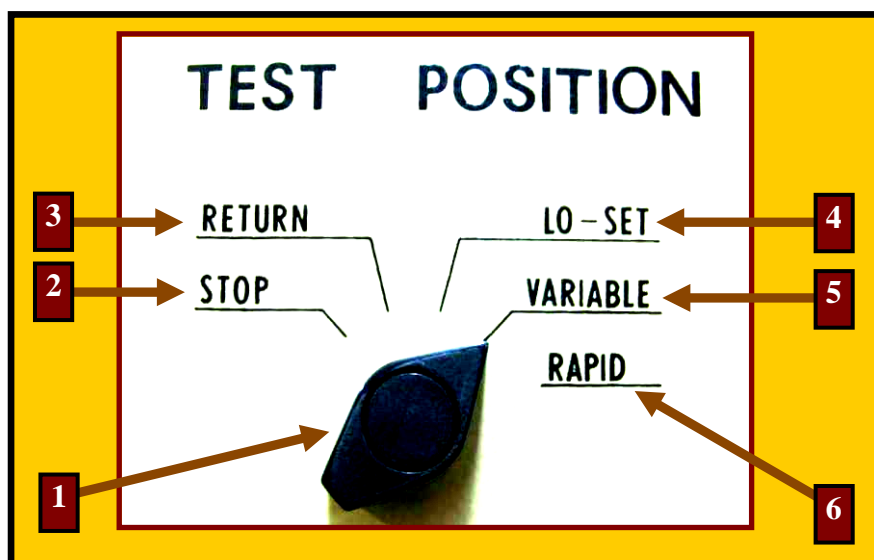 TEST POSITION
3 RETURN LO-SET 4
2 STOP VARIABLE 5
RAPID
1 6